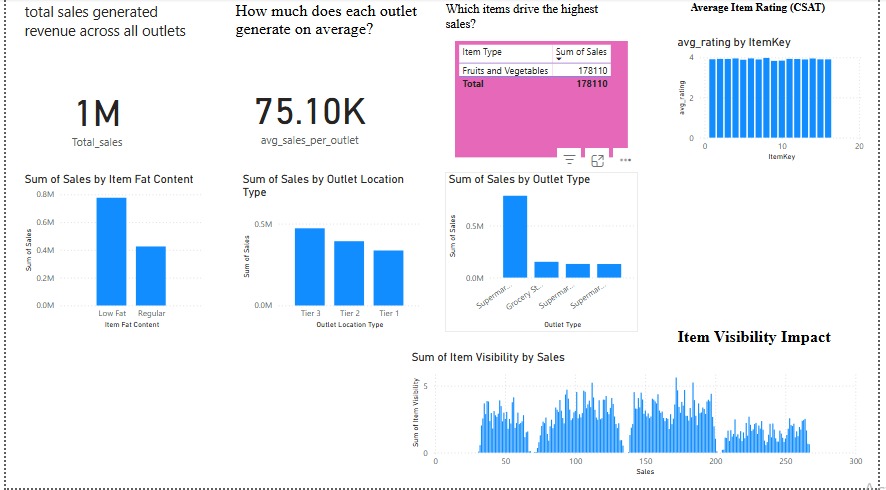 total sales generated
revenue across all outlets
How much does each outlet
generate on average?
Which items drive the highest
sales?
Average Item Rating (CSAT)
1M
Total_sales
75.10K
avg_sales_per_outlet
Item Type Sum of Sales
Fruits and Vegetables 178110
Total 178110
avg_rating by ItemKey
avg_rating
4
2
0
0 10 20
ItemKey
Sum of Sales by Item Fat Content
Sum of Sales
0.8M
0.6M
0.4M
0.2M
0.0M
Low Fat Regular
Item Fat Content
Sum of Sales by Outlet Location
Type
Sum of Sales
0.5M
0.0M
Tier 3 Tier 2 Tier 1
Outlet Location Type
Sum of Sales by Outlet Type
Sum of Sales
0.5M
0.0M
Supermar... Grocery St... Supermar... Supermar...
Outlet Type
Item Visibility Impact
Sum of Item Visibility by Sales
Sum of Item Visibility
5
0
0 50 100 150 200 250 300
Sales